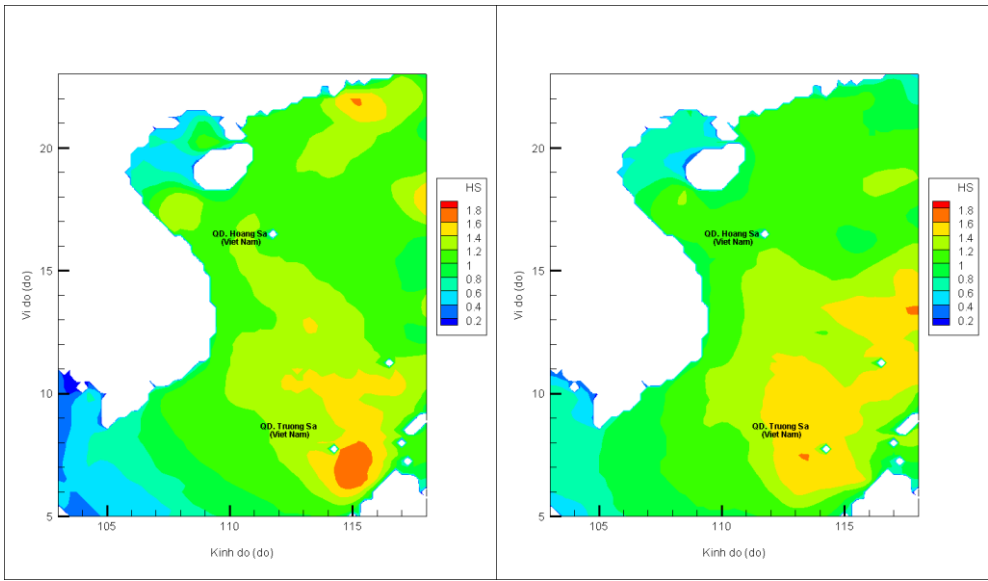 20
15
10
5
105
110
115
Vi do (do)
Kinh do (do)
QD. Hoang Sa
(Viet Nam)
QD. Truong Sa
(Viet Nam)
HS
1.8
1.6
1.4
1.2
1
0.8
0.6
0.4
0.2
20
15
10
5
105
110
115
Vi do (do)
Kinh do (do)
QD. Hoang Sa
(Viet Nam)
QD. Truong Sa
(Viet Nam)
HS
1.8
1.6
1.4
1.2
1
0.8
0.6
0.4
0.2